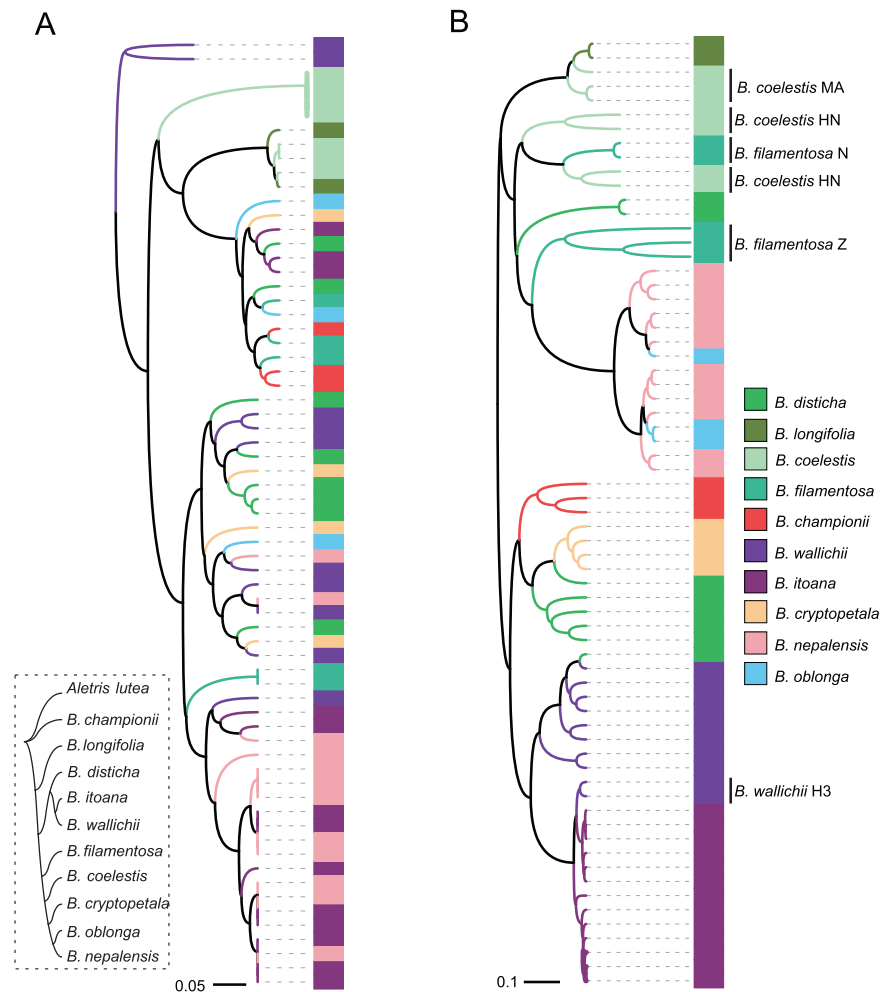 A
B
B. coelestis MA
B. coelestis HN
B. filamentosa N
B. coelestis HN
B. filamentosa Z
B. disticha
B. longifolia
B. coelestis
B. filamentosa
B. championii
B. wallichii
B. itoana
B. cryptopetala
B. nepalensis
B. oblonga
Aletris lutea
B. championii
B. longifolia
B. disticha
B. itoana
B. wallichii
B. filamentosa
B. coelestis
B. cryptopetala
B. oblonga
B. nepalensis
B. wallichii H3
0.05
0.1